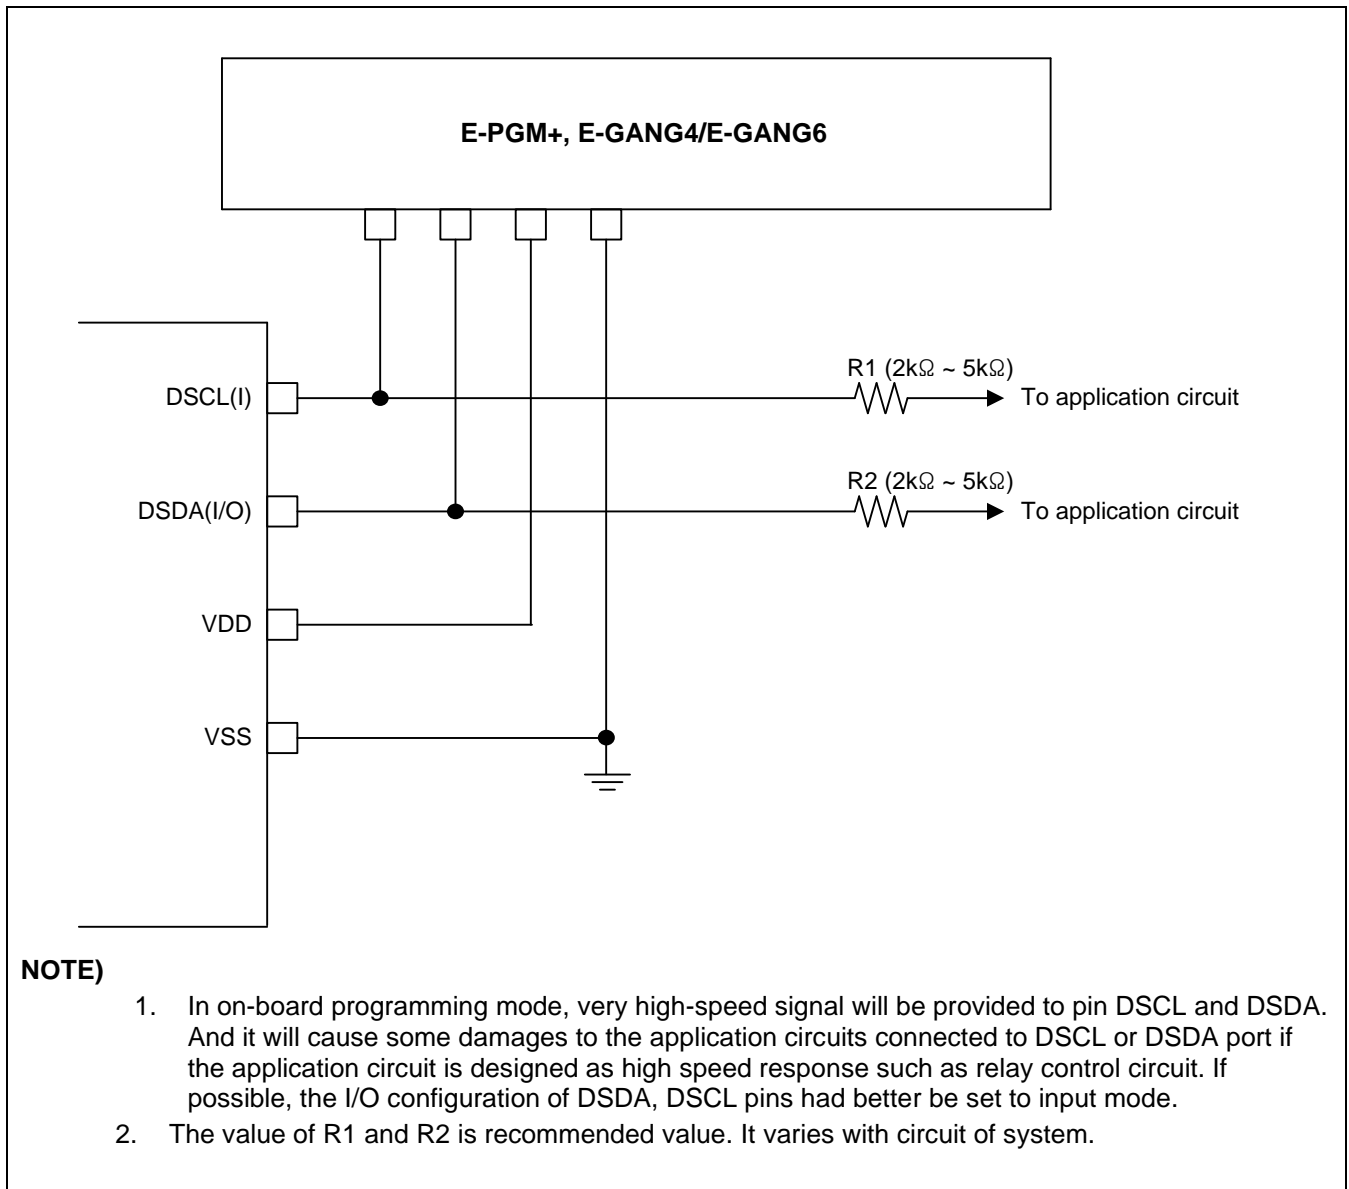 E-PGM+, E-GANG4/E-GANG6
R1 (2kΩ ~ 5kΩ)
DSCL(I)
To application circuit
R2 (2kΩ ~ 5kΩ)
DSDA(I/O)
To application circuit
VDD
VSS
NOTE)
1. In on-board programming mode, very high-speed signal will be provided to pin DSCL and DSDA.
And it will cause some damages to the application circuits connected to DSCL or DSDA port if
the application circuit is designed as high speed response such as relay control circuit. If
possible, the I/O configuration of DSDA, DSCL pins had better be set to input mode.
2. The value of R1 and R2 is recommended value. It varies with circuit of system.